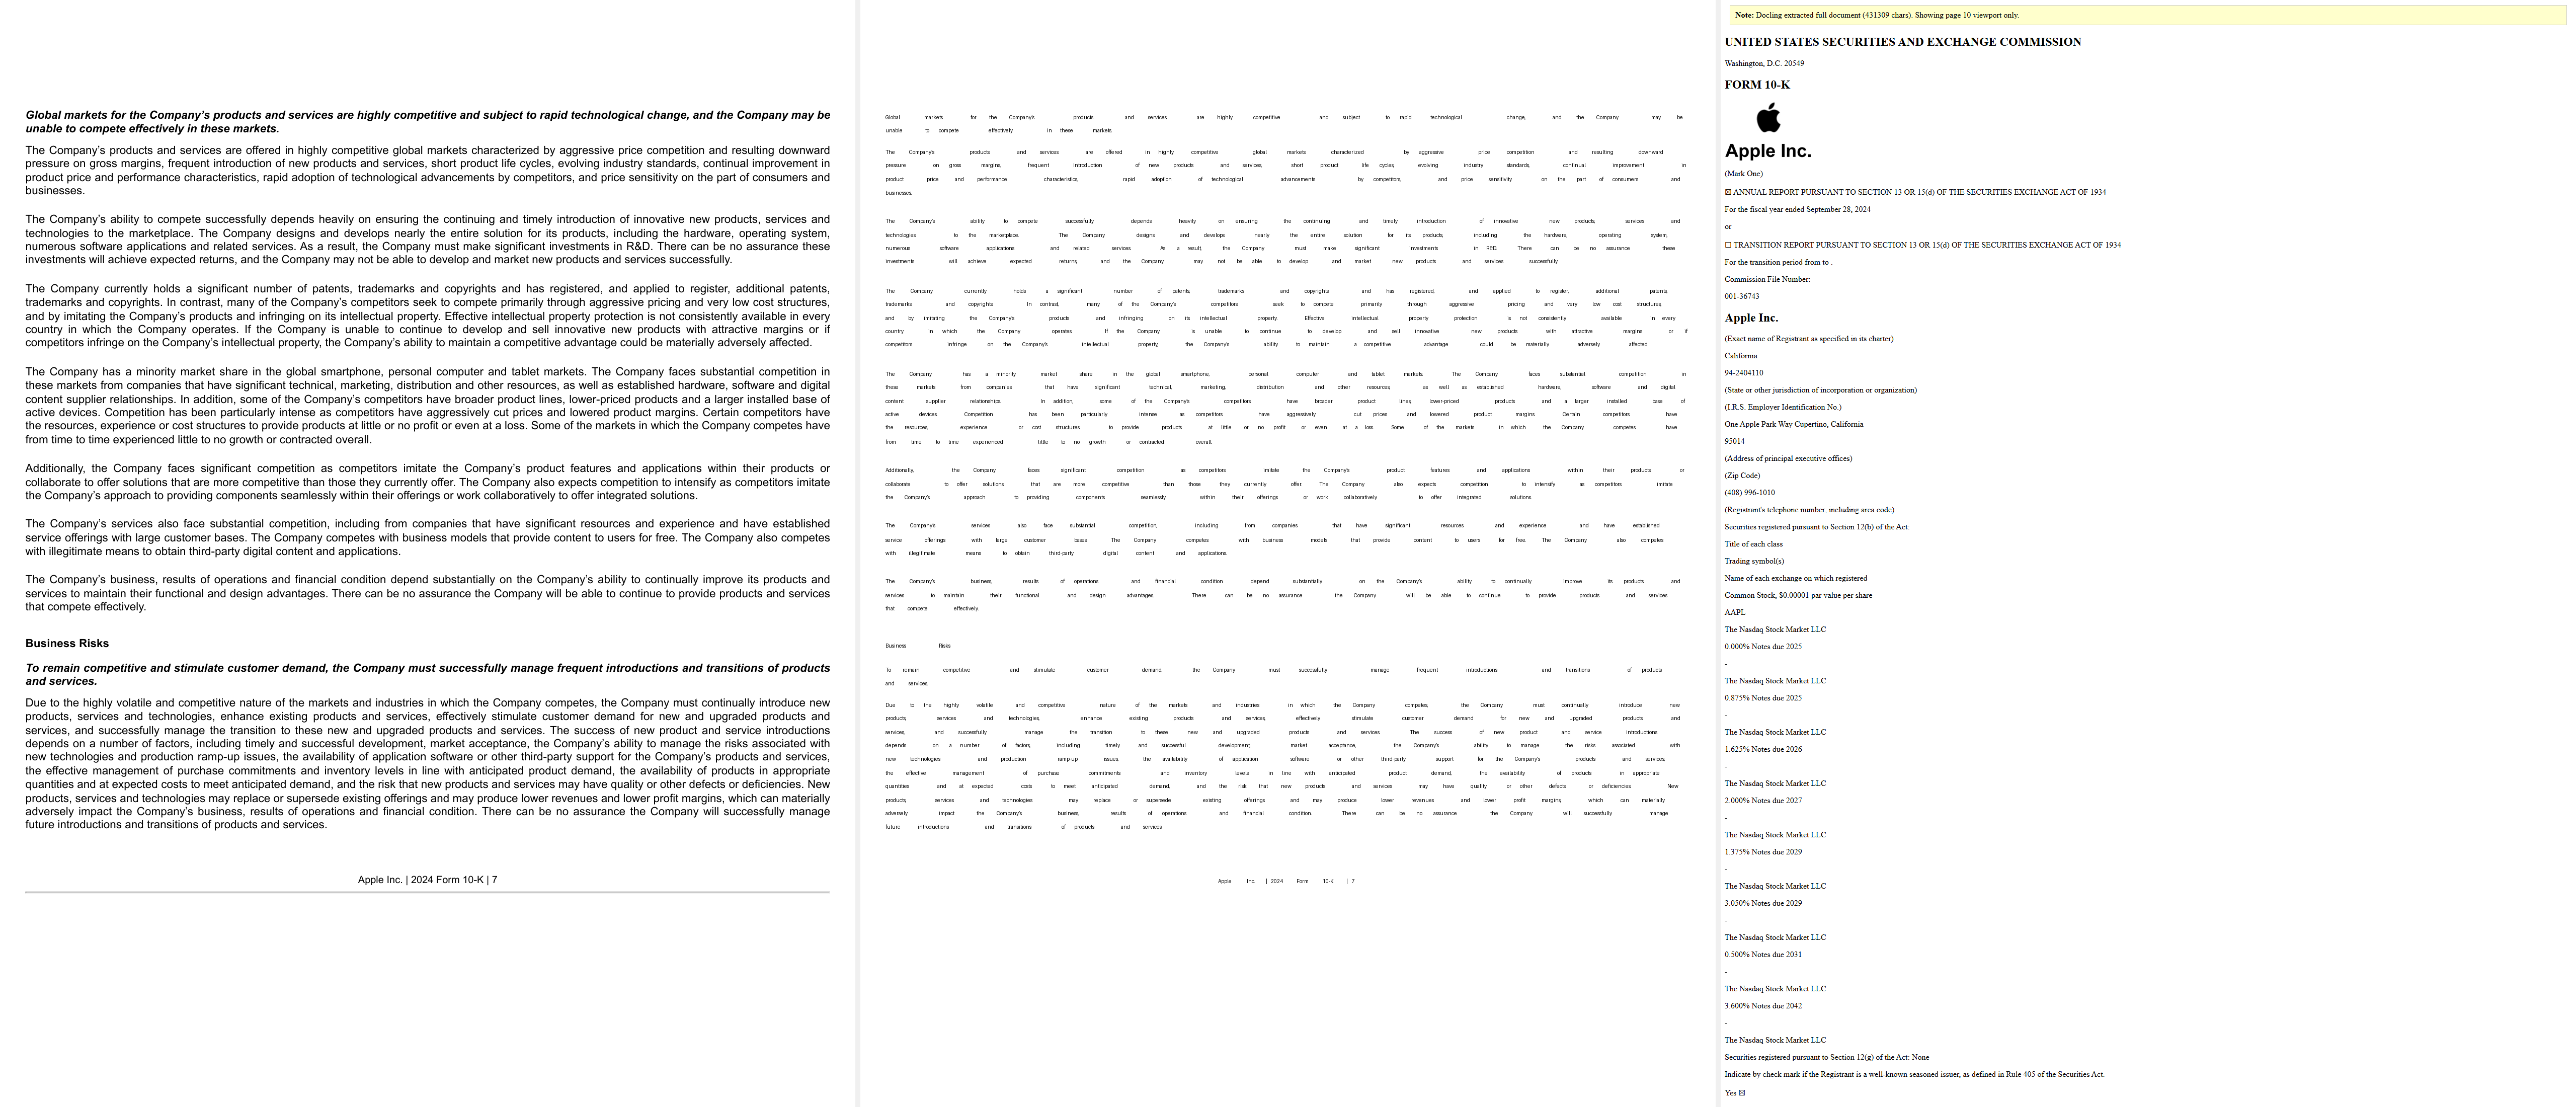 Global markets for the Company's products and services are highly competitive and subject to rapid technological change, and the Company may be
unable to compete effectively in these markets.
The Company's products and services are offered in highly competitive global markets characterized by aggressive price competition and resulting downward
pressure on gross margins, frequent introduction of new products and services, short product life cycles, evolving industry standards, continual improvement in
product price and performance characteristics, rapid adoption of technological advancements by competitors, and price sensitivity on the part of consumers and
businesses.
The Company's ability to compete successfully depends heavily on ensuring the continuing and timely introduction of innovative new products, services and
technologies to the marketplace. The Company designs and develops nearly the entire solution for its products, including the hardware, operating system,
numerous software applications and related services. As a result, the Company must make significant investments in R&D. There can be no assurance these
investments will achieve expected returns, and the Company may not be able to develop and market new products and services successfully.
The Company currently holds a significant number of patents, trademarks and copyrights and has registered, and applied to register, additional patents,
trademarks and copyrights. In contrast, many of the Company's competitors seek to compete primarily through aggressive pricing and very low cost structures,
and by imitating the Company's products and infringing on its intellectual property. Effective intellectual property protection is not consistently available in every
country in which the Company operates. If the Company is unable to continue to develop and sell innovative new products with attractive margins or if
competitors infringe on the Company's intellectual property, the Company's ability to maintain a competitive advantage could be materially adversely affected.
The Company has a minority market share in the global smartphone, personal computer and tablet markets. The Company faces substantial competition in
these markets from companies that have significant technical, marketing, distribution and other resources, as well as established hardware, software and digital
content supplier relationships. In addition, some of the Company's competitors have broader product lines, lower-priced products and a larger installed base of
active devices. Competition has been particularly intense as competitors have aggressively cut prices and lowered product margins. Certain competitors have
the resources, experience or cost structures to provide products at little or no profit or even at a loss. Some of the markets in which the Company competes have
from time to time experienced little to no growth or contracted overall.
Additionally, the Company faces significant competition as competitors imitate the Company's product features and applications within their products or
collaborate to offer solutions that are more competitive than those they currently offer. The Company also expects competition to intensify as competitors imitate
the Company's approach to providing components seamlessly within their offerings or work collaboratively to offer integrated solutions.
The Company's services also face substantial competition, including from companies that have significant resources and experience and have established
service offerings with large customer bases. The Company competes with business models that provide content to users for free. The Company also competes
with illegitimate means to obtain third-party digital content and applications.
The Company's business, results of operations and financial condition depend substantially on the Company's ability to continually improve its products and
services to maintain their functional and design advantages. There can be no assurance the Company will be able to continue to provide products and services
that compete effectively.
Business Risks
To remain competitive and stimulate customer demand, the Company must successfully manage frequent introductions and transitions of products
and services.
Due to the highly volatile and competitive nature of the markets and industries in which the Company competes, the Company must continually introduce new
products, services and technologies, enhance existing products and services, effectively stimulate customer demand for new and upgraded products and
services, and successfully manage the transition to these new and upgraded products and services. The success of new product and service introductions
depends on a number of factors, including timely and successful development, market acceptance, the Company's ability to manage the risks associated with
new technologies and production ramp-up issues, the availability of application software or other third-party support for the Company's products and services,
the effective management of purchase commitments and inventory levels in line with anticipated product demand, the availability of products in appropriate
quantities and at expected costs to meet anticipated demand, and the risk that new products and services may have quality or other defects or deficiencies. New
products, services and technologies may replace or supersede existing offerings and may produce lower revenues and lower profit margins, which can materially
adversely impact the Company's business, results of operations and financial condition. There can be no assurance the Company will successfully manage
future introductions and transitions of products and services.
Apple Inc. | 2024 Form 10-K | 7
Global markets for the Company's products and services are highly competitive and subject to rapid technological change, and the Company may be
unable to compete effectively in these markets.
The Company's products and services are offered in highly competitive global markets characterized by aggressive price competition and resulting downward
pressure on gross margins, frequent introduction of new products and services, short product life cycles, evolving industry standards, continual improvement in
product price and performance characteristics, rapid adoption of technological advancements by competitors, and price sensitivity on the part of consumers and
businesses.
The Company's ability to compete successfully depends heavily on ensuring the continuing and timely introduction of innovative new products, services and
technologies to the marketplace. The Company designs and develops nearly the entire solution for its products, including the hardware, operating system,
numerous software applications and related services. As a result, the Company must make significant investments in R&D. There can be no assurance these
investments will achieve expected returns, and the Company may not be able to develop and market new products and services successfully.
The Company currently holds a significant number of patents, trademarks and copyrights and has registered, and applied to register, additional patents,
trademarks and copyrights. In contrast, many of the Company's competitors seek to compete primarily through aggressive pricing and very low cost structures,
and by imitating the Company's products and infringing on its intellectual property. Effective intellectual property protection is not consistently available in every
country in which the Company operates. If the Company is unable to continue to develop and sell innovative new products with attractive margins or if
competitors infringe on the Company's intellectual property, the Company's ability to maintain a competitive advantage could be materially adversely affected.
The Company has a minority market share in the global smartphone, personal computer and tablet markets. The Company faces substantial competition in
these markets from companies that have significant technical, marketing, distribution and other resources, as well as established hardware, software and digital
content supplier relationships. In addition, some of the Company's competitors have broader product lines, lower-priced products and a larger installed base of
active devices. Competition has been particularly intense as competitors have aggressively cut prices and lowered product margins. Certain competitors have
the resources, experience or cost structures to provide products at little or no profit or even at a loss. Some of the markets in which the Company competes have
from time to time experienced little to no growth or contracted overall.
Additionally, the Company faces significant competition as competitors imitate the Company's product features and applications within their products or
collaborate to offer solutions that are more competitive than those they currently offer. The Company also expects competition to intensify as competitors imitate
the Company's approach to providing components seamlessly within their offerings or work collaboratively to offer integrated solutions.
The Company's services also face substantial competition, including from companies that have significant resources and experience and have established
service offerings with large customer bases. The Company competes with business models that provide content to users for free. The Company also competes
with illegitimate means to obtain third-party digital content and applications.
The Company's business, results of operations and financial condition depend substantially on the Company's ability to continually improve its products and
services to maintain their functional and design advantages. There can be no assurance the Company will be able to continue to provide products and services
that compete effectively.
Business Risks
To remain competitive and stimulate customer demand, the Company must successfully manage frequent introductions and transitions of products
and services.
Due to the highly volatile and competitive nature of the markets and industries in which the Company competes, the Company must continually introduce new
products, services and technologies, enhance existing products and services, effectively stimulate customer demand for new and upgraded products and
services, and successfully manage the transition to these new and upgraded products and services. The success of new product and service introductions
depends on a number of factors, including timely and successful development, market acceptance, the Company's ability to manage the risks associated with
new technologies and production ramp-up issues, the availability of application software or other third-party support for the Company's products and services,
the effective management of purchase commitments and inventory levels in line with anticipated product demand, the availability of products in appropriate
quantities and at expected costs to meet anticipated demand, and the risk that new products and services may have quality or other defects or deficiencies. New
products, services and technologies may replace or supersede existing offerings and may produce lower revenues and lower profit margins, which can materially
adversely impact the Company's business, results of operations and financial condition. There can be no assurance the Company will successfully manage
future introductions and transitions of products and services.
Apple Inc. | 2024 Form 10-K | 7
Note: Docling extracted full document (431309 chars). Showing page 10 viewport only.
UNITED STATES SECURITIES AND EXCHANGE COMMISSION
Washington, D.C. 20549
FORM 10-K
Apple Inc.
(Mark One)
☒ ANNUAL REPORT PURSUANT TO SECTION 13 OR 15(d) OF THE SECURITIES EXCHANGE ACT OF 1934
For the fiscal year ended September 28, 2024
or
☐ TRANSITION REPORT PURSUANT TO SECTION 13 OR 15(d) OF THE SECURITIES EXCHANGE ACT OF 1934
For the transition period from to .
Commission File Number:
001-36743
Apple Inc.
(Exact name of Registrant as specified in its charter)
California
94-2404110
(State or other jurisdiction of incorporation or organization)
(I.R.S. Employer Identification No.)
One Apple Park Way Cupertino, California
95014
(Address of principal executive offices)
(Zip Code)
(408) 996-1010
(Registrant's telephone number, including area code)
Securities registered pursuant to Section 12(b) of the Act:
Title of each class
Trading symbol(s)
Name of each exchange on which registered
Common Stock, $0.00001 par value per share
AAPL
The Nasdaq Stock Market LLC
0.000% Notes due 2025
-
The Nasdaq Stock Market LLC
0.875% Notes due 2025
-
The Nasdaq Stock Market LLC
1.625% Notes due 2026
-
The Nasdaq Stock Market LLC
2.000% Notes due 2027
-
The Nasdaq Stock Market LLC
1.375% Notes due 2029
-
The Nasdaq Stock Market LLC
3.050% Notes due 2029
-
The Nasdaq Stock Market LLC
0.500% Notes due 2031
-
The Nasdaq Stock Market LLC
3.600% Notes due 2042
-
The Nasdaq Stock Market LLC
Securities registered pursuant to Section 12(g) of the Act: None
Indicate by check mark if the Registrant is a well-known seasoned issuer, as defined in Rule 405 of the Securities Act.
Yes ☒